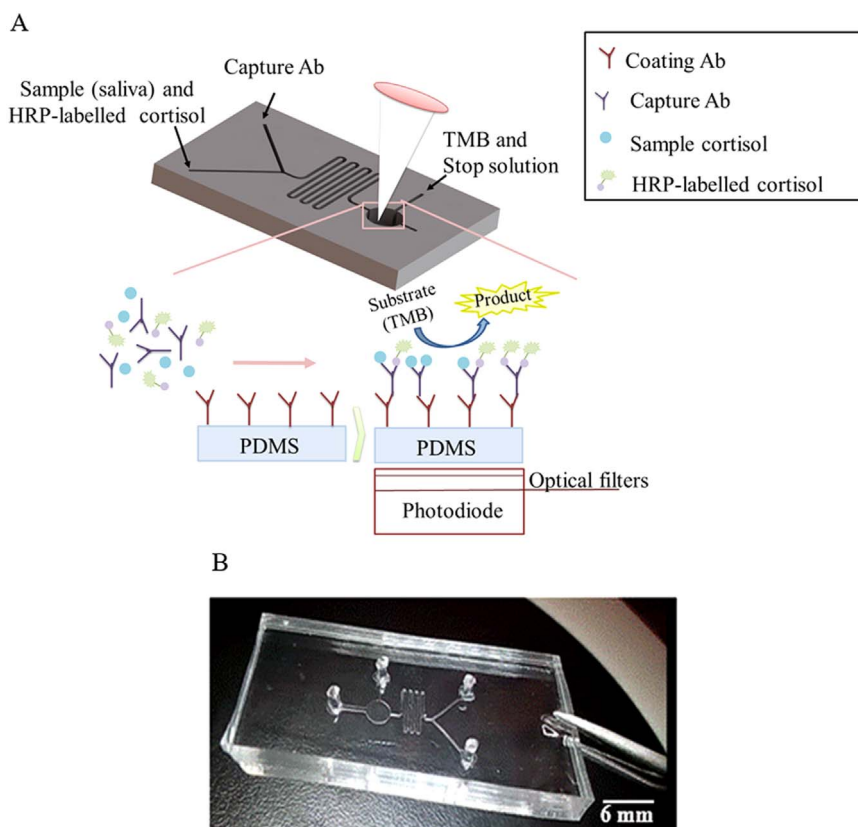 A
Capture Ab
Sample (saliva) and
HRP-labelled cortisol
TMB and
Stop solution
Coating Ab
Capture Ab
Sample cortisol
HRP-labelled cortisol
Substrate
(TMB)
Product
PDMS
PDMS
Optical filters
Photodiode
B
6 mm